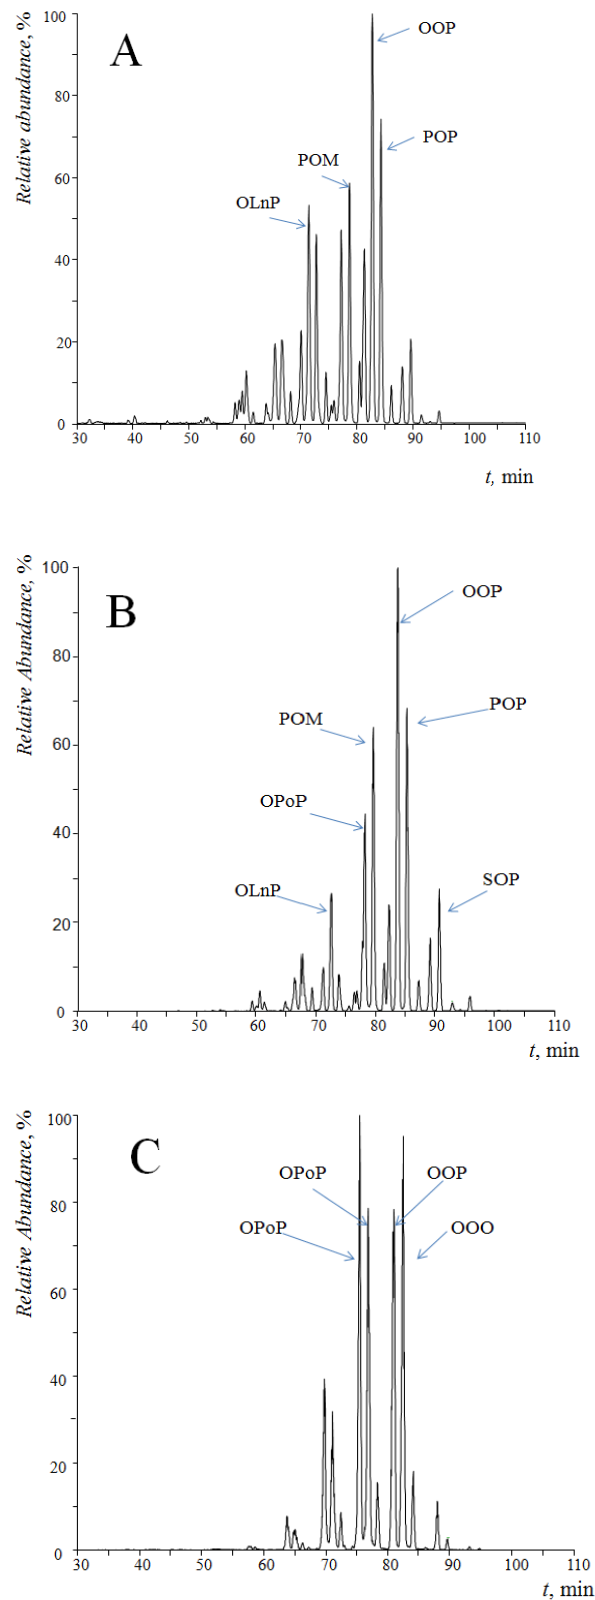 Relative abundance, %
A
100
80
60
40
20
0
OOP
POP
POM
OLnP
30 40 50 60 70 80 90 100 110
t, min
Relative Abundance, %
B
100
80
60
40
20
0
OOP
POP
POM
OPoP
OLnP
SOP
30 40 50 60 70 80 90 100 110
t, min
Relative Abundance, %
C
100
80
60
40
20
0
OPoP
OOP
OPoP
OOO
30 40 50 60 70 80 90 100 110
t, min